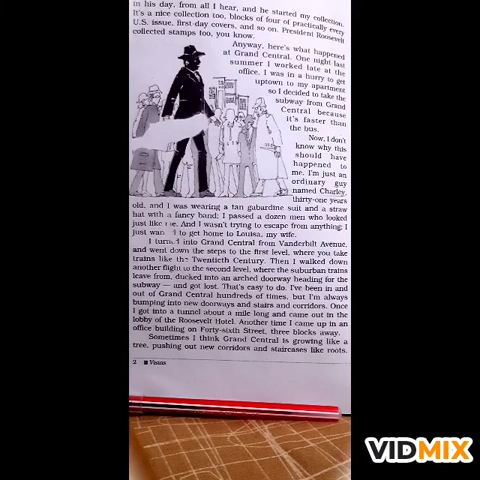 in his day, from all I hear, and he started my collection.
It's a nice collection too, blocks of four of practically every
U.S. issue, first-day covers, and so on. President Roosevelt
collected stamps too, you know.
Anyway, here's what happened
at Grand Central. One night last
summer I worked late at the
office. I was in a hurry to get
uptown to my apartment
so I decided to take the
subway from Grand
Central because
it's faster than
the bus.
Now, I don't
know why this
should have
happened to
me. I'm just an
ordinary guy
named Charley,
thirty-one years
old, and I was wearing a tan gabardine suit and a straw
hat with a fancy band; I passed a dozen men who looked
just like me. And I wasn't trying to escape from anything; I
just wan d to get home to Louisa, my wife.
I turned into Grand Central from Vanderbilt Avenue,
and went down the steps to the first level, where you take
trains like the Twentieth Century. Then I walked down
another flight to the second level, where the suburban trains
leave from, ducked into an arched doorway heading for the
subway — and got lost. That's easy to do. I've been in and
out of Grand Central hundreds of times, but I'm always
bumping into new doorways and stairs and corridors. Once
I got into a tunnel about a mile long and came out in the
lobby of the Roosevelt Hotel. Another time I came up in an
office building on Forty-sixth Street, three blocks away.
Sometimes I think Grand Central is growing like a
tree, pushing out new corridors and staircases like roots.
2 ■ Vistas
VIDMIX